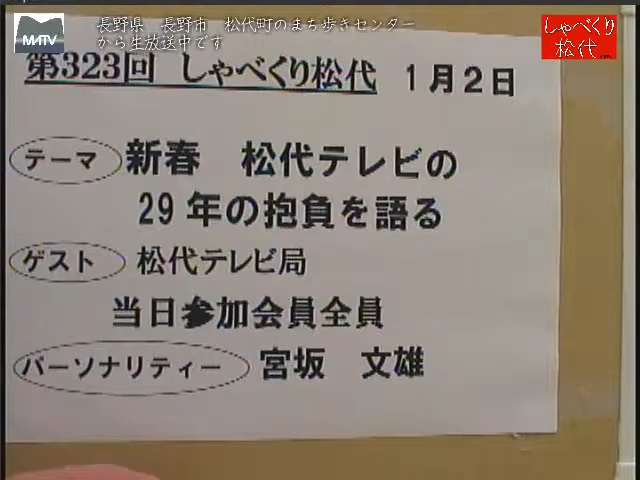 MATV
長野県　長野市　松代町のまち歩きセンター
から生放送中です
しゃべくり
松代
第323回 しゃべくり松代 1月2日
テーマ 新春　松代テレビの
29年の抱負を語る
ゲスト 松代テレビ局
当日参加会員全員
パーソナリティー 宮坂　文雄